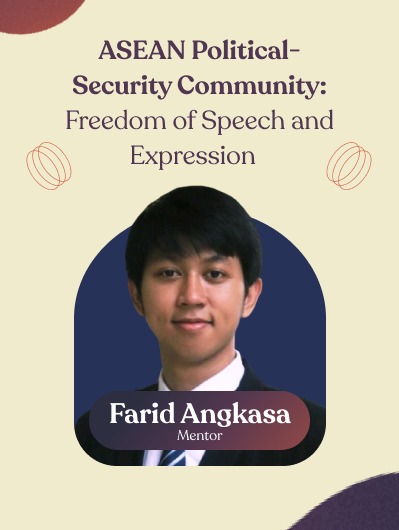 ASEAN Political-
Security Community:
Freedom of Speech and
Expression
Farid Angkasa
Mentor